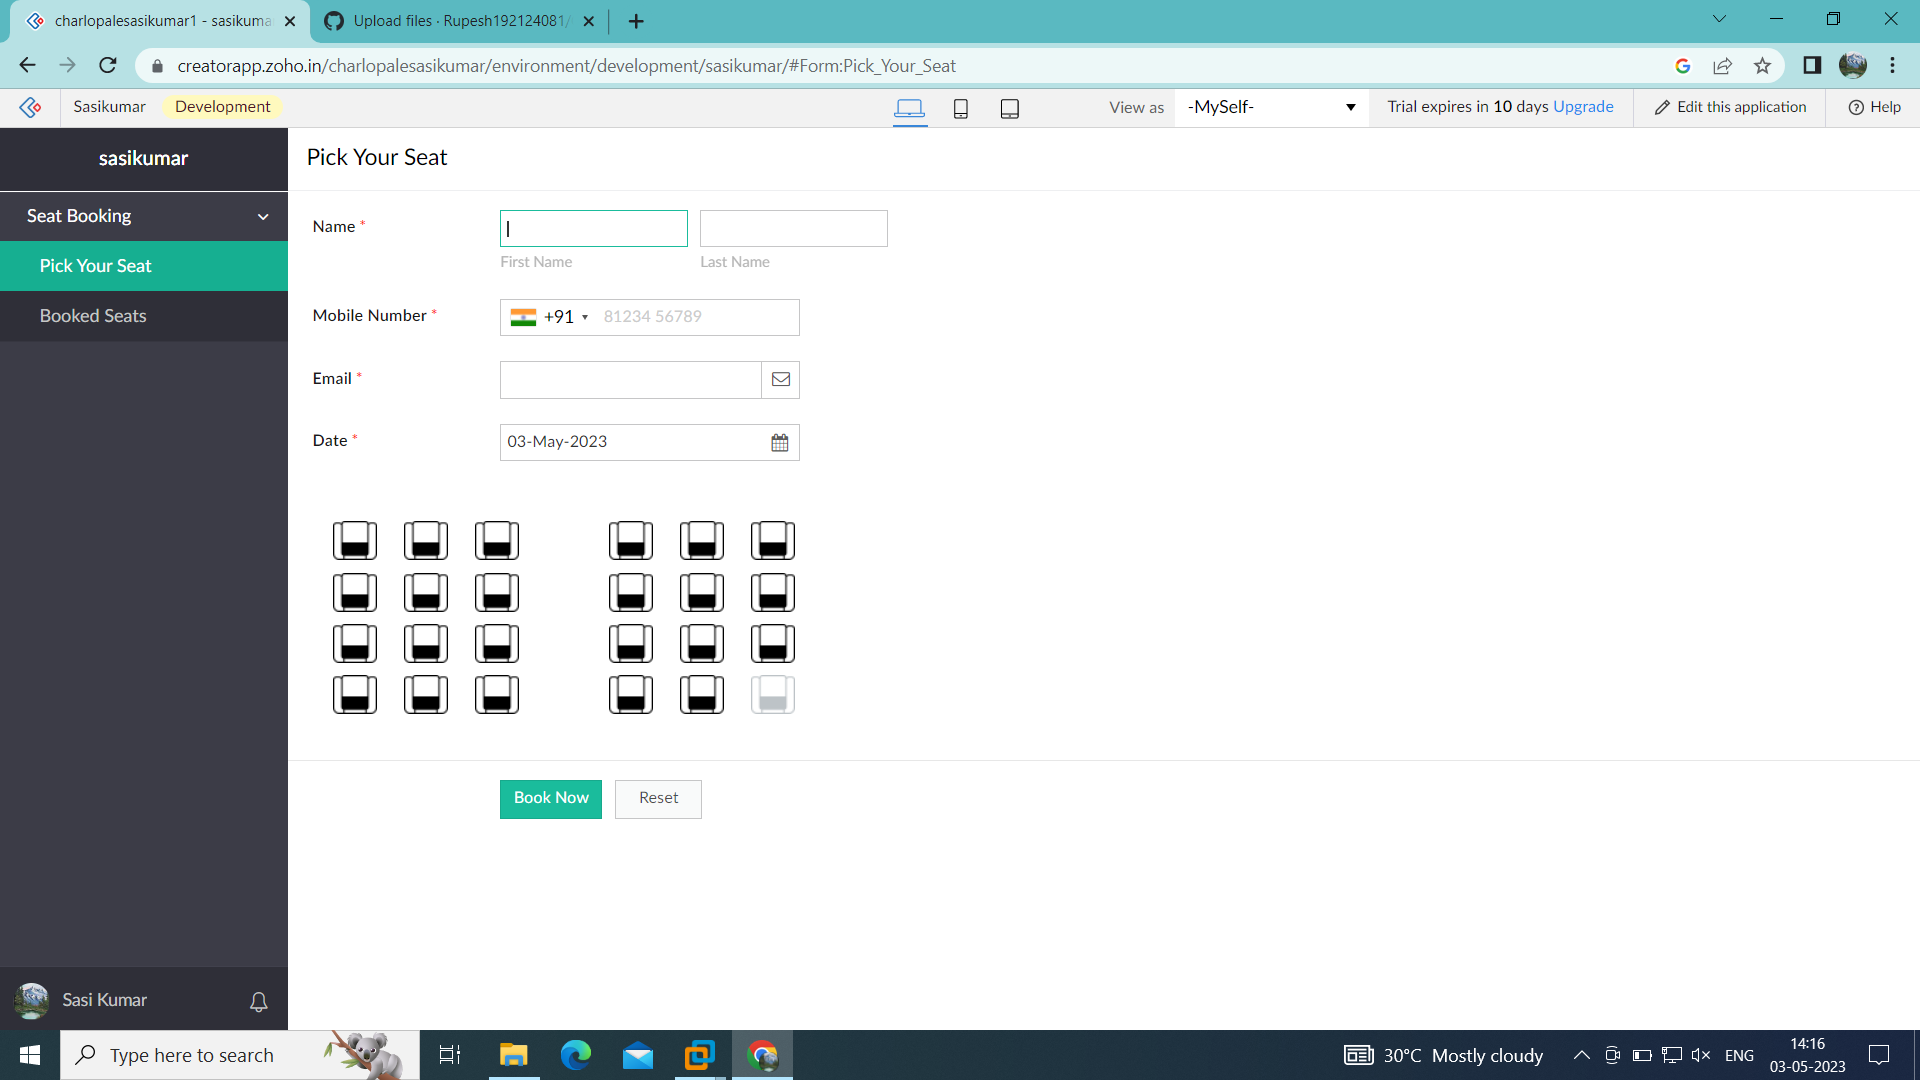 charlopalesasikumar1 - sasikuma
Upload files · Rupesh192124081/
creatorapp.zoho.in/charlopalesasikumar/environment/development/sasikumar/#Form:Pick_Your_Seat
Sasikumar
Development
View as
-MySelf-
Trial expires in 10 days Upgrade
Edit this application
Help
sasikumar
Seat Booking
Pick Your Seat
Booked Seats
Pick Your Seat
Name *
First Name
Last Name
Mobile Number *
+91
81234 56789
Email *
Date *
03-May-2023
Book Now
Reset
Sasi Kumar
Type here to search
30°C Mostly cloudy
ENG
14:16
03-05-2023